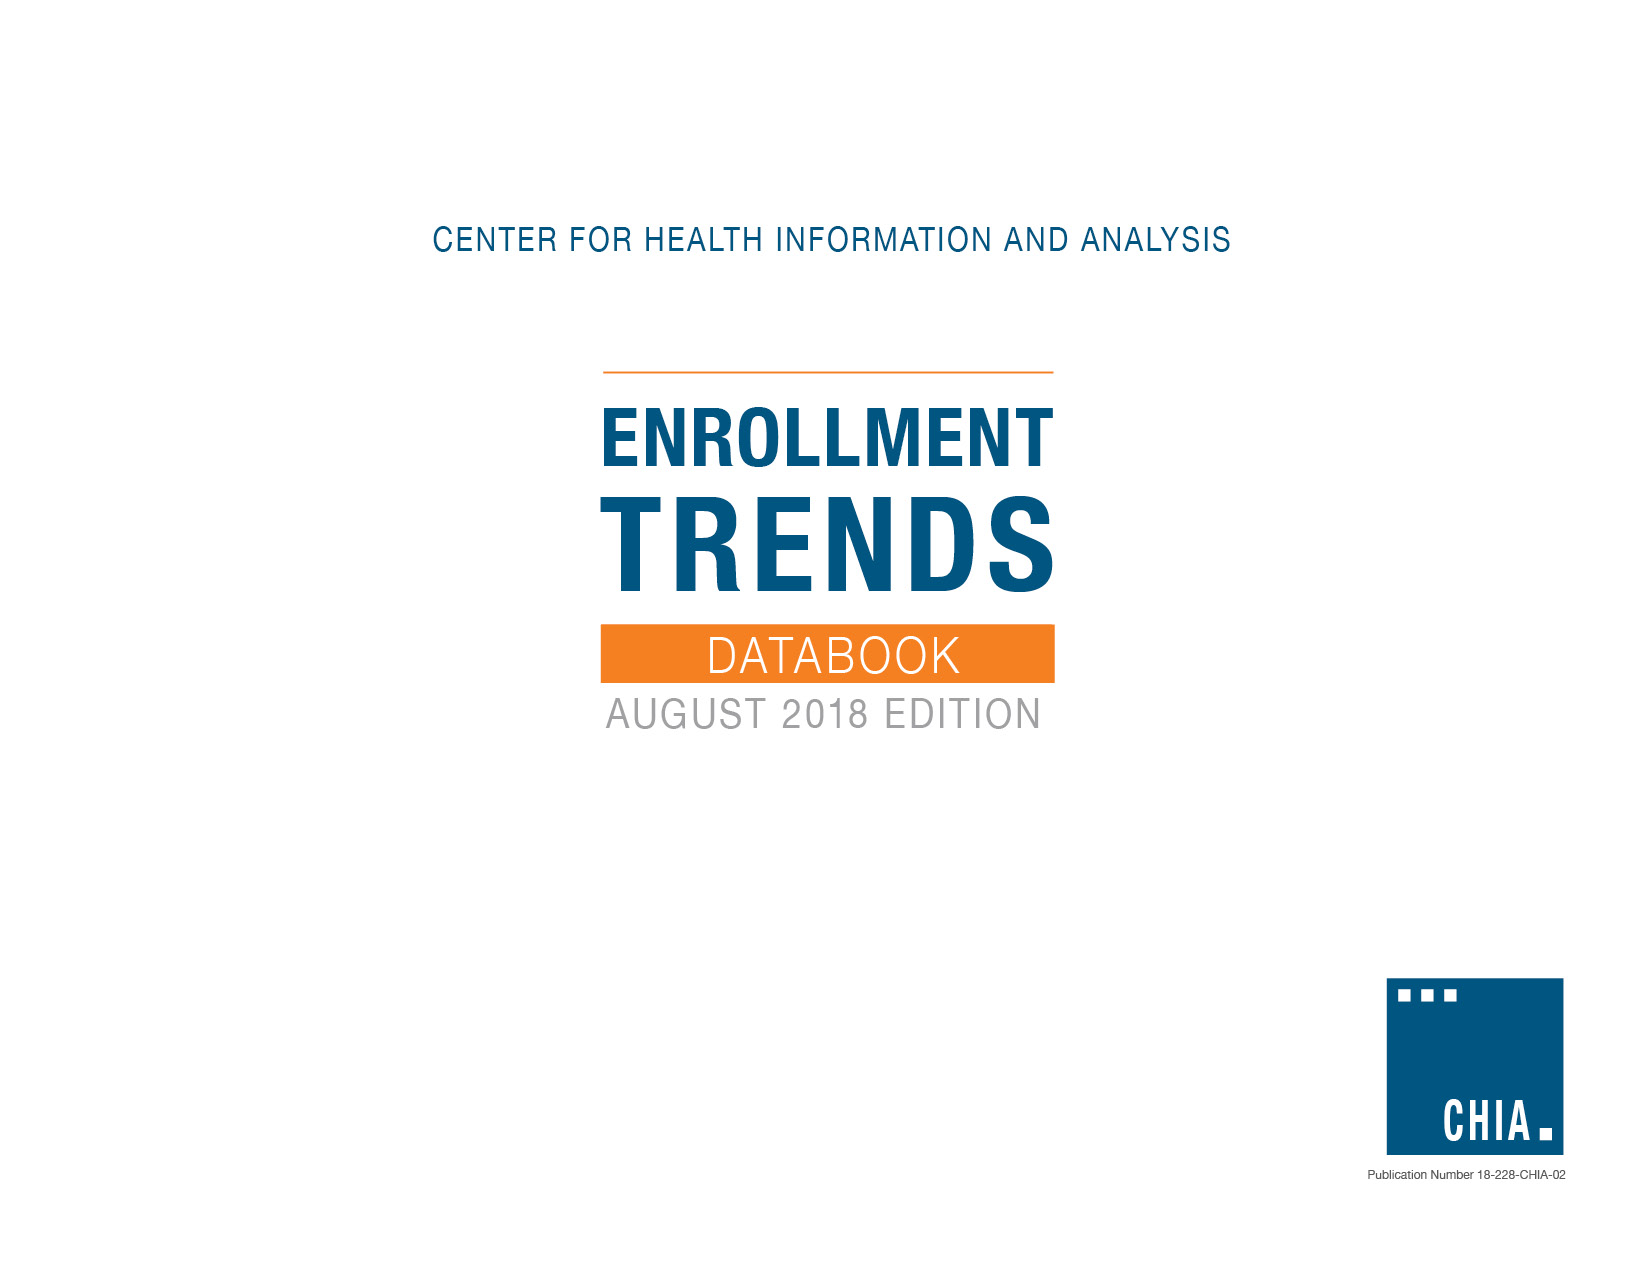 CENTER FOR HEALTH INFORMATION AND ANALYSIS
ENROLLMENT
TRENDS
DATABOOK
AUGUST 2018 EDITION
CHIA.
Publication Number 18-228-CHIA-02